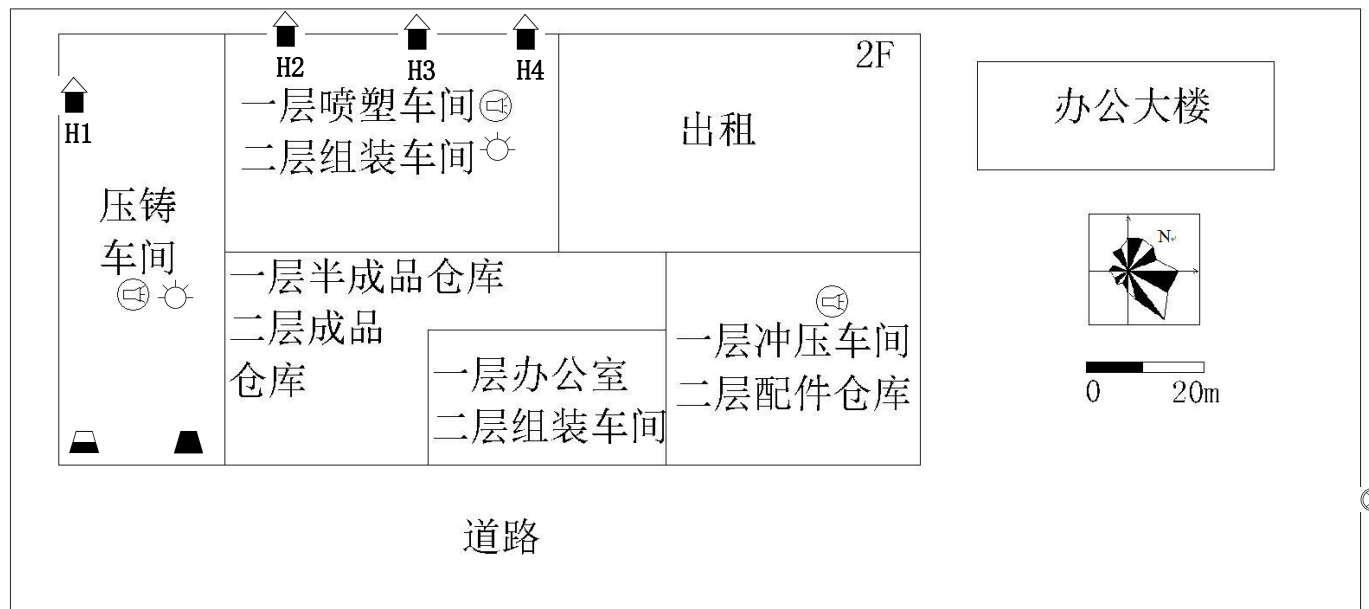 H1
H2
H3
H4
一层喷塑车间
二层组装车间
2F
出租
办公大楼
压铸
车间
N
一层半成品仓库
二层成品
仓库
一层办公室
二层组装车间
一层冲压车间
二层配件仓库
0 20m
道路